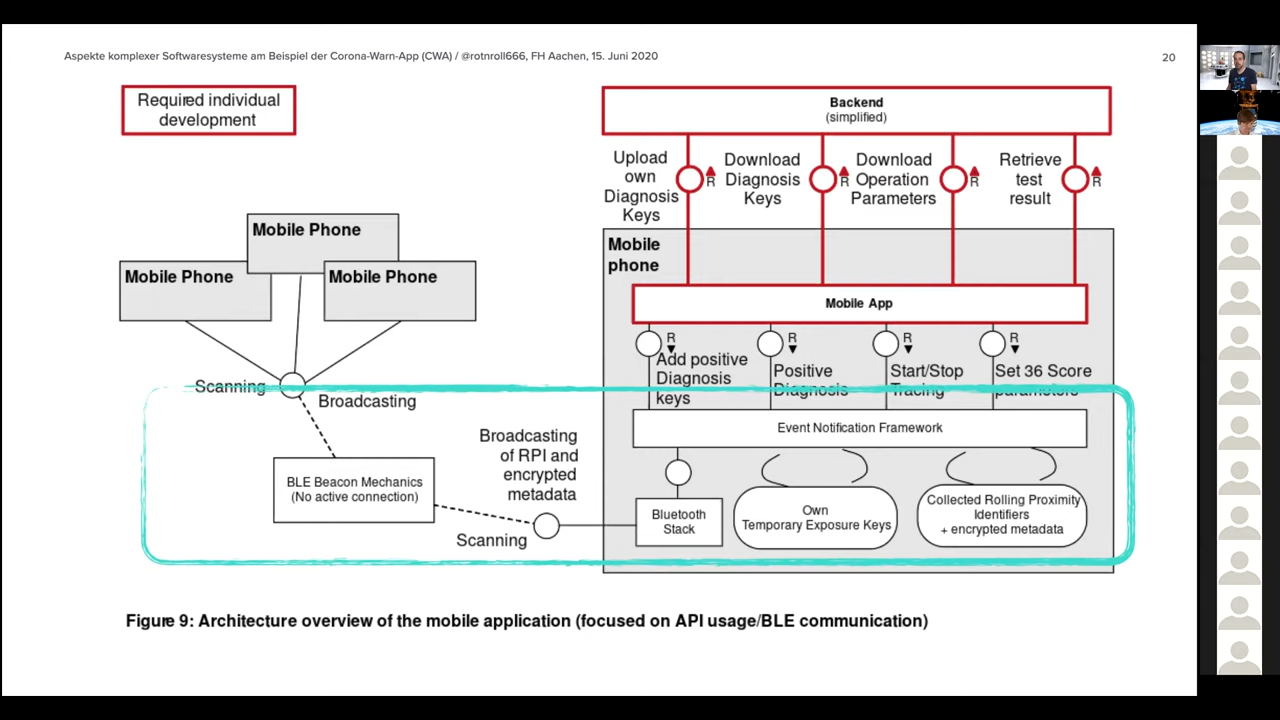 Aspekte komplexer Softwaresysteme am Beispiel der Corona-Warn-App (CWA) / @rotnroll666, FH Aachen, 15. Juni 2020
20
Required individual
development
Backend
(simplified)
Upload
own
Diagnosis
Keys
R
Download
Diagnosis
Keys
R
Download
Operation
Parameters
R
Retrieve
test
result
R
Mobile Phone
Mobile Phone
Mobile Phone
Mobile
phone
Mobile App
R
Add positive
Diagnosis
keys
R
Positive
Diagnosis
R
Start/Stop
Tracing
R
Set 36 Score
parameters
Scanning
Broadcasting
Event Notification Framework
Broadcasting
of RPI and
encrypted
metadata
BLE Beacon Mechanics
(No active connection)
Scanning
Bluetooth
Stack
Own
Temporary Exposure Keys
Collected Rolling Proximity
Identifiers
+ encrypted metadata
Figure 9: Architecture overview of the mobile application (focused on API usage/BLE communication)